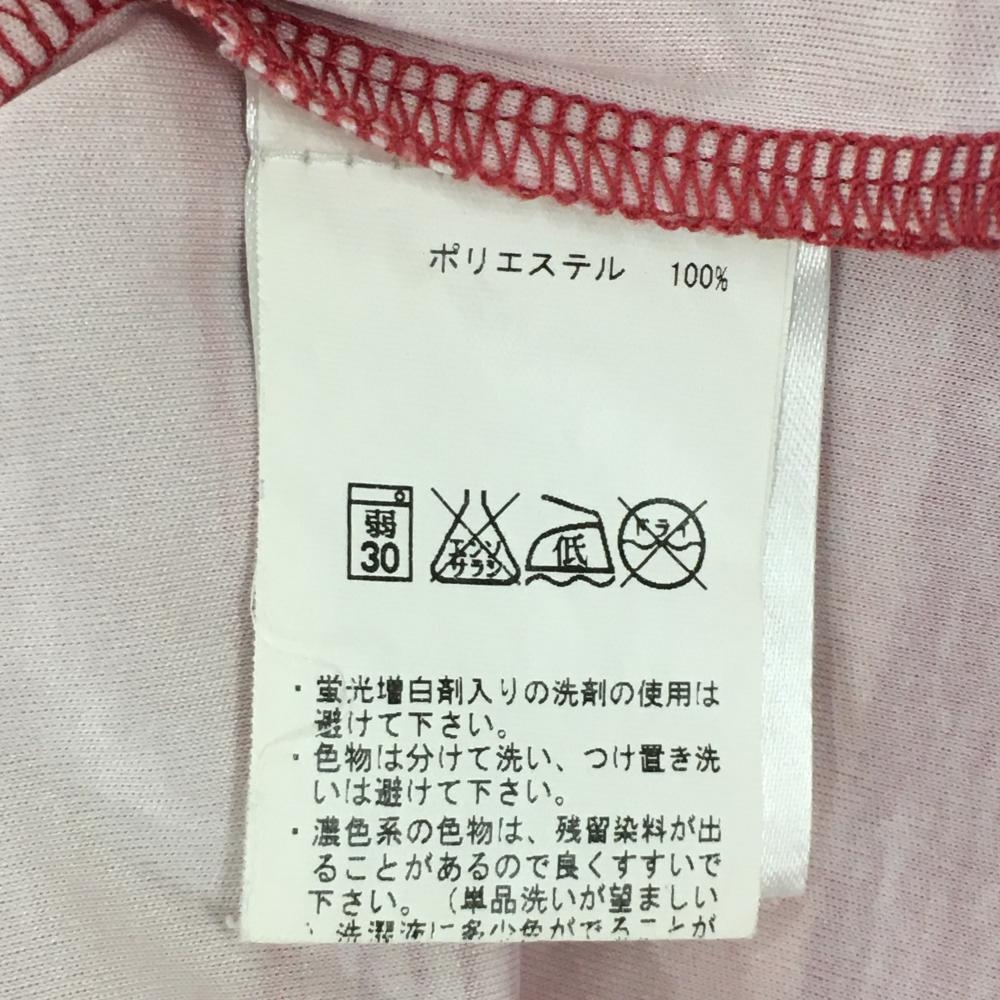 ポリエステル 100%
弱
30
エンソ
サラシ
低
ドライ
・蛍光増白剤入りの洗剤の使用は
避けて下さい。
・色物は分けて洗い、つけ置き洗
いは避けて下さい。
・濃色系の色物は、残留染料が出
ることがあるので良くすすいで
下さい。（単品洗いが望ましい